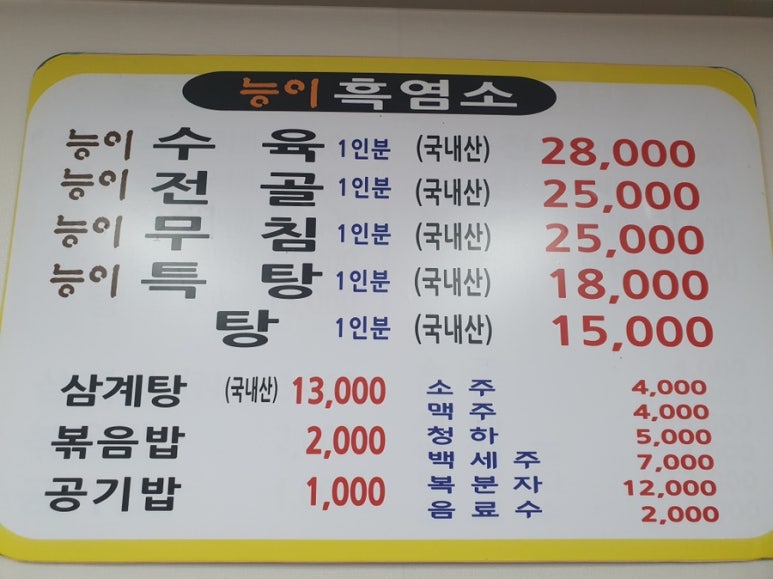 능이 흑염소
능이 수육 1인분 (국내산) 28,000
능이 전골 1인분 (국내산) 25,000
능이 무침 1인분 (국내산) 25,000
능이 특탕 1인분 (국내산) 18,000
탕 1인분 (국내산) 15,000
삼계탕 (국내산) 13,000
볶음밥 2,000
공기밥 1,000
소주 4,000
맥주 4,000
청하 5,000
백세주 7,000
복분자 12,000
음료수 2,000